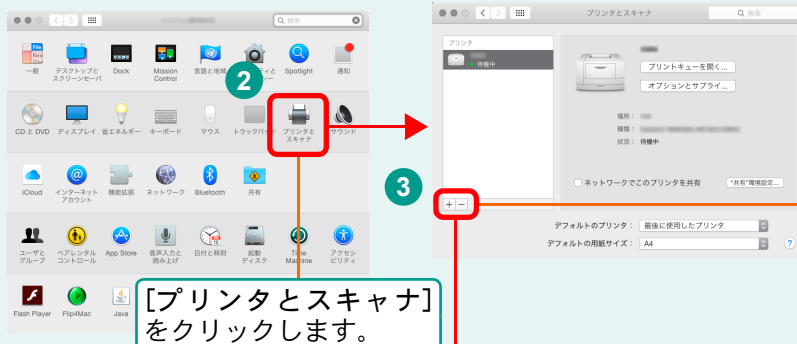 検索
File
New
Ope
一般
デスクトップと
スクリーンセーバ
Dock
Mission
Control
言語と地域
Spotlight
通知
2
CD と DVD
ディスプレイ
省エネルギー
キーボード
マウス
トラックパッド
プリンタと
スキャナ
サウンド
iCloud
インターネット
アカウント
機能拡張
ネットワーク
Bluetooth
共有
ユーザと
グループ
ペアレンタル
コントロール
App Store
音声入力と
読み上げ
日付と時刻
起動
ディスク
Time
Machine
アクセシ
ビリティ
Flash Player
Flip4Mac
Java
[プリンタとスキャナ]
をクリックします。
プリンタとスキャナ
検索
プリンタ
待機中
プリントキューを開く...
オプションとサプライ...
場所：
種類：
状況： 待機中
3
ネットワークでこのプリンタを共有
"共有"環境設定...
+ −
デフォルトのプリンタ： 最後に使用したプリンタ
デフォルトの用紙サイズ： A4
?